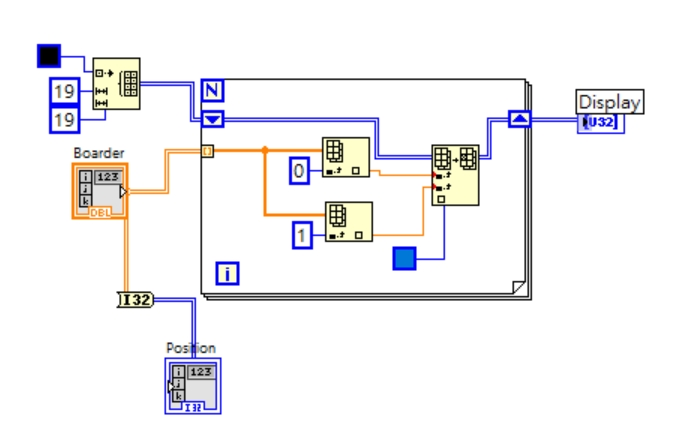 19
19
N
Display
[U32]
Boarder
i
j
k
123
DBL
0
1
i
I32
Position
i
j
k
123
I32